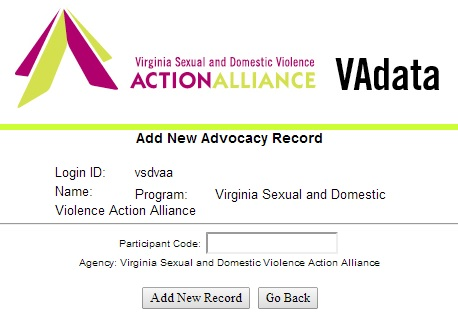 Virginia Sexual and Domestic Violence
ACTIONALLIANCE
VAdata
Add New Advocacy Record
Login ID: vsdvaa
Name: Program: Virginia Sexual and Domestic
Violence Action Alliance
Participant Code:
Agency: Virginia Sexual and Domestic Violence Action Alliance
Add New Record Go Back